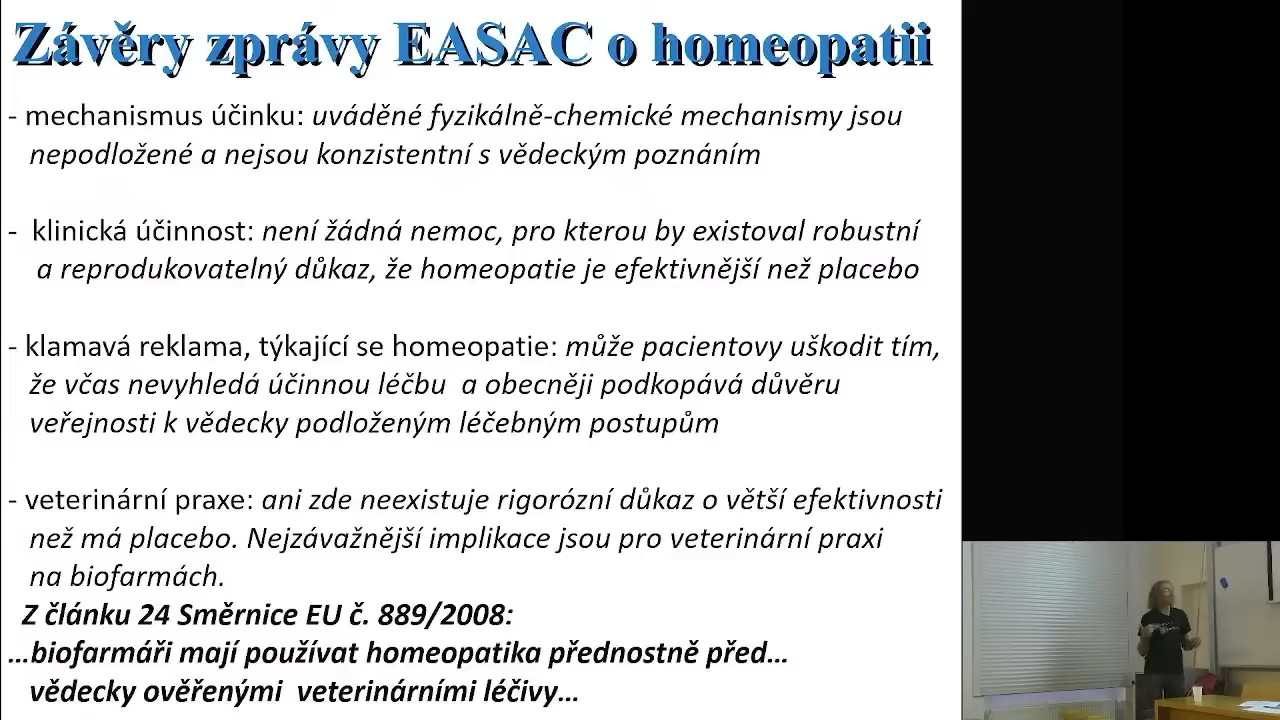 Závěry zprávy EASAC o homeopatii
- mechanismus účinku: uváděné fyzikálně-chemické mechanismy jsou
nepodložené a nejsou konzistentní s vědeckým poznáním
- klinická účinnost: není žádná nemoc, pro kterou by existoval robustní
a reprodukovatelný důkaz, že homeopatie je efektivnější než placebo
- klamavá reklama, týkající se homeopatie: může pacientovy uškodit tím,
že včas nevyhledá účinnou léčbu a obecněji podkopává důvěru
veřejnosti k vědecky podloženým léčebným postupům
- veterinární praxe: ani zde neexistuje rigorózní důkaz o větší efektivnosti
než má placebo. Nejzávažnější implikace jsou pro veterinární praxi
na biofarmách.
Z článku 24 Směrnice EU č. 889/2008:
…biofarmáři mají používat homeopatika přednostně před…
vědecky ověřenými veterinárními léčivy…